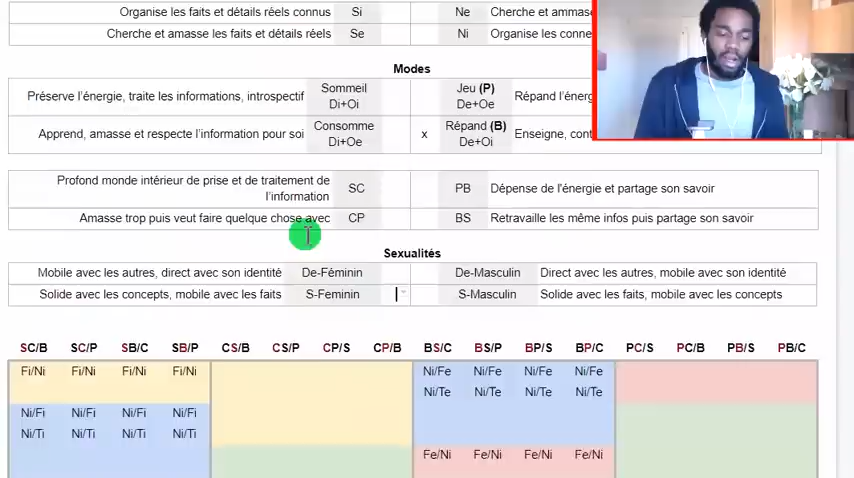 Organise les faits et détails réels connus Si Ne Cherche et ammas
Cherche et amasse les faits et détails réels Se Ni Organise les conne
Modes
Préserve l'énergie, traite les informations, introspectif Sommeil Di+Oi Jeu (P) De+Oe Répand l'énerg
Apprend, amasse et respecte l'information pour soi Consomme Di+Oe x Répand (B) De+Oi Enseigne, cont
Profond monde intérieur de prise et de traitement de l'information SC PB Dépense de l'énergie et partage son savoir
Amasse trop puis veut faire quelque chose avec CP BS Retravaille les même infos puis partage son savoir
Sexualités
Mobile avec les autres, direct avec son identité De-Féminin De-Masculin Direct avec les autres, mobile avec son identité
Solide avec les concepts, mobile avec les faits S-Feminin S-Masculin Solide avec les faits, mobile avec les concepts
SC/B SC/P SB/C SB/P CS/B CS/P CP/S CP/B BS/C BS/P BP/S BP/C PC/S PC/B PB/S PB/C
Fi/Ni Fi/Ni Fi/Ni Fi/Ni Ni/Fe Ni/Fe Ni/Fe Ni/Fe
Ni/Te Ni/Te Ni/Te Ni/Te
Ni/Fi Ni/Fi Ni/Fi Ni/Fi
Ni/Ti Ni/Ti Ni/Ti Ni/Ti
Fe/Ni Fe/Ni Fe/Ni Fe/Ni